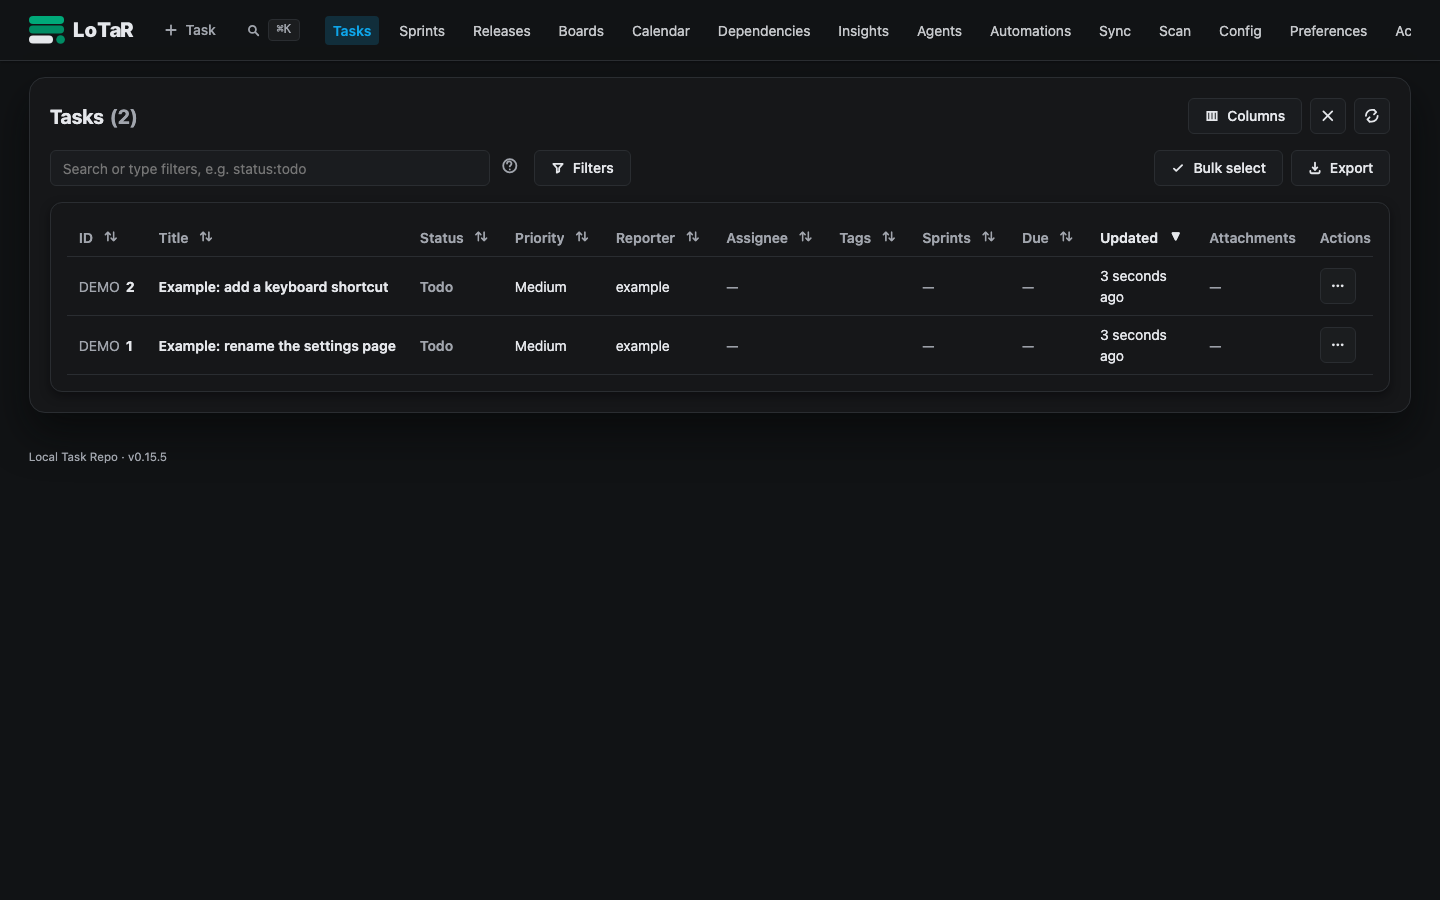 LoTaR
Task
⌘K
Tasks
Sprints
Releases
Boards
Calendar
Dependencies
Insights
Agents
Automations
Sync
Scan
Config
Preferences
Ac
Tasks (2)
Columns
Search or type filters, e.g. status:todo
Filters
Bulk select
Export
ID Title Status Priority Reporter Assignee Tags Sprints Due Updated ▼ Attachments Actions
DEMO 2 Example: add a keyboard shortcut Todo Medium example — — — 3 seconds ago —
DEMO 1 Example: rename the settings page Todo Medium example — — — 3 seconds ago —
Local Task Repo · v0.15.5